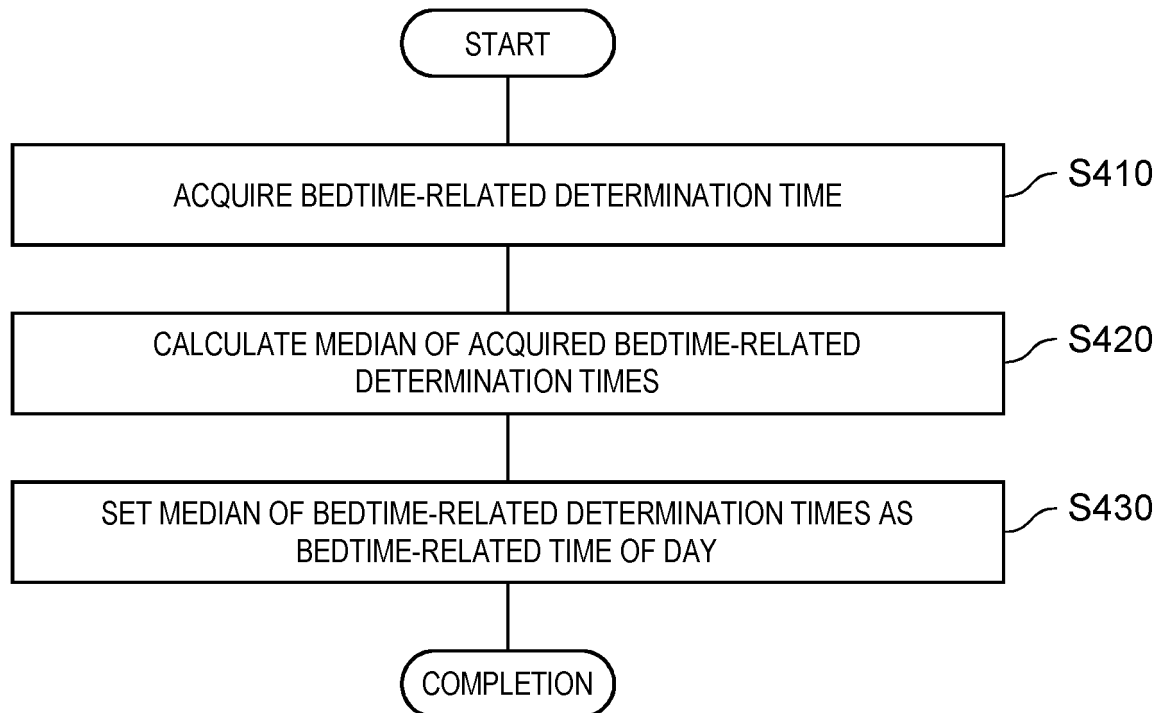 START
ACQUIRE BEDTIME-RELATED DETERMINATION TIME
S410
CALCULATE MEDIAN OF ACQUIRED BEDTIME-RELATED
DETERMINATION TIMES
S420
SET MEDIAN OF BEDTIME-RELATED DETERMINATION TIMES AS
BEDTIME-RELATED TIME OF DAY
S430
COMPLETION